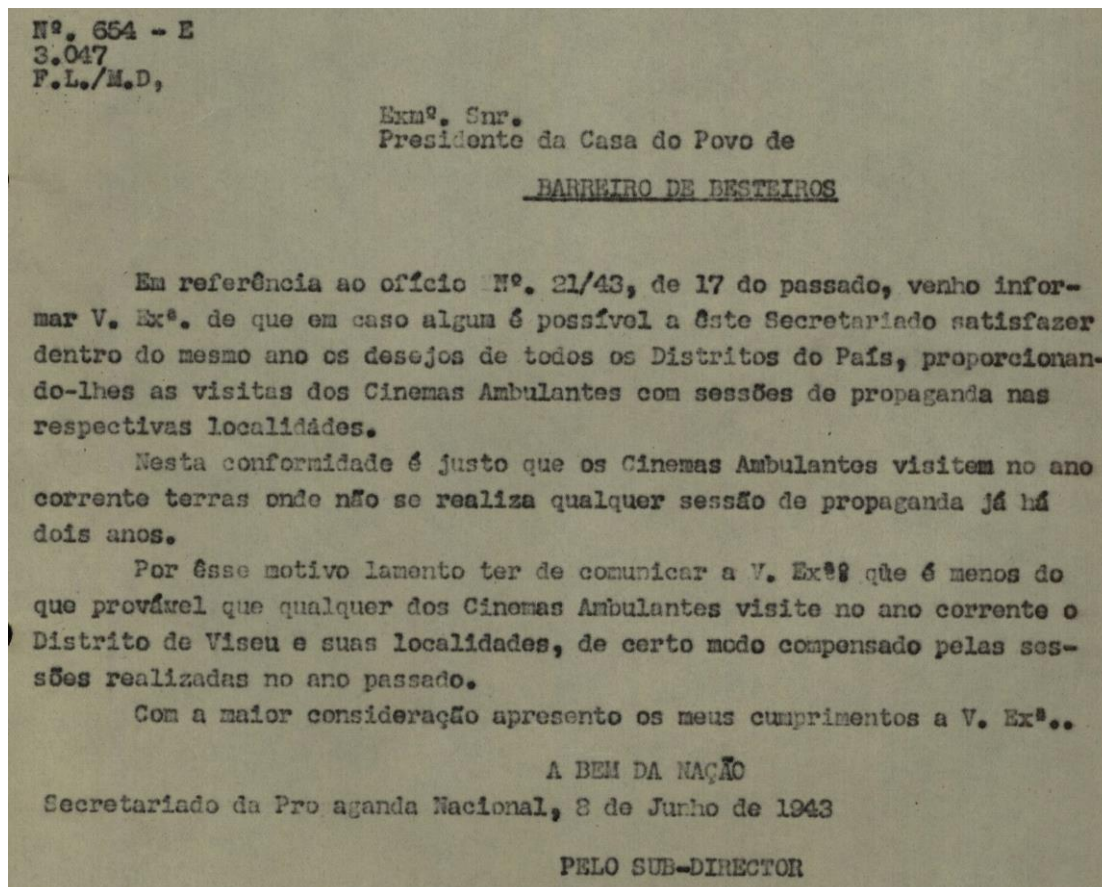 Nº. 654 - E
3.047
F.L./M.D,
Exmº. Snr.
Presidente da Casa do Povo de
BARREIRO DE BESTEIROS
Em referência ao ofício Nº. 21/43, de 17 do passado, venho infor-
mar V. Exª. de que em caso algum é possível a êste Secretariado satisfazer
dentro do mesmo ano os desejos de todos os Distritos do País, proporcionan-
do-lhes as visitas dos Cinemas Ambulantes com sessões de propaganda nas
respectivas localidádes.
Nesta conformidade é justo que os Cinemas Ambulantes visitem no ano
corrente terras onde não se realiza qualquer sessão de propaganda já há
dois anos.
Por êsse motivo lamento ter de comunicar a V. Exª que é menos do
que provável que qualquer dos Cinemas Ambulantes visite no ano corrente o
Distrito de Viseu e suas localidades, de certo modo compensado pelas ses-
sões realizadas no ano passado.
Com a maior consideração apresento os meus cumprimentos a V. Exª..
A BEM DA NAÇÃO
Secretariado da Pro aganda Nacional, 8 de Junho de 1943
PELO SUB-DIRECTOR